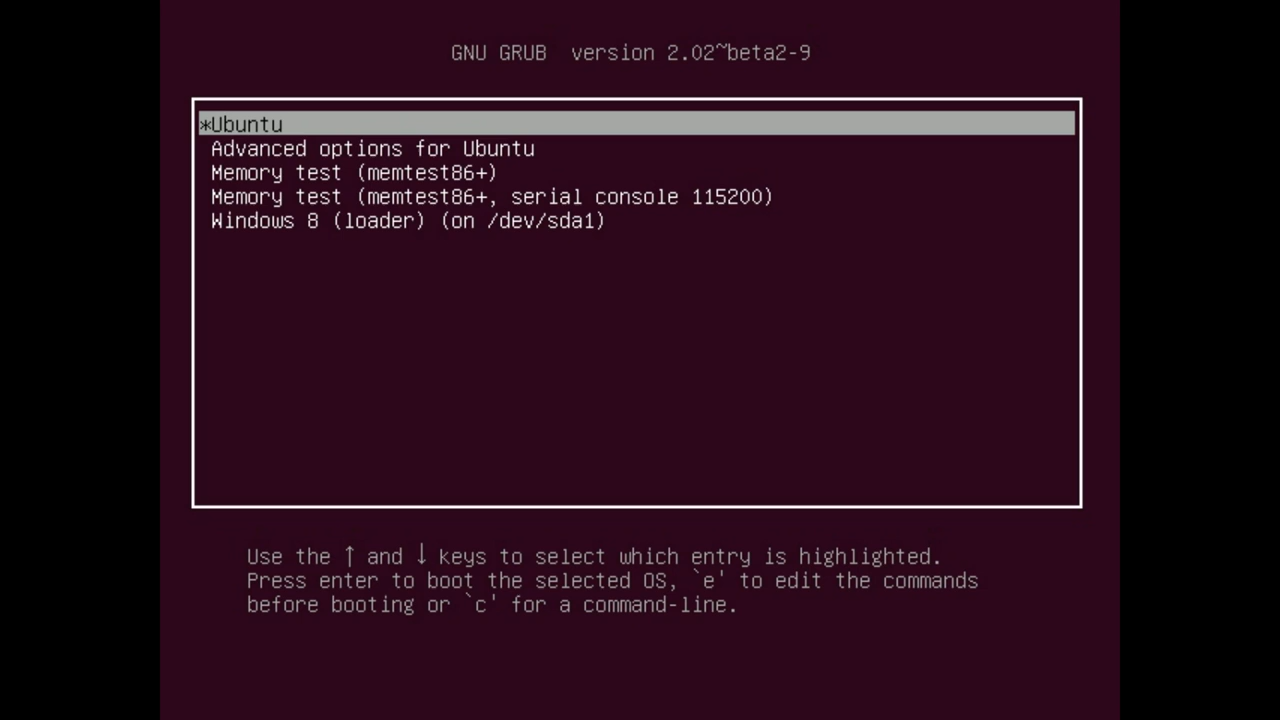 GNU GRUB  version 2.02~beta2-9
*Ubuntu
Advanced options for Ubuntu
Memory test (memtest86+)
Memory test (memtest86+, serial console 115200)
Windows 8 (loader) (on /dev/sda1)
Use the ↑ and ↓ keys to select which entry is highlighted.
Press enter to boot the selected OS, `e' to edit the commands
before booting or `c' for a command-line.